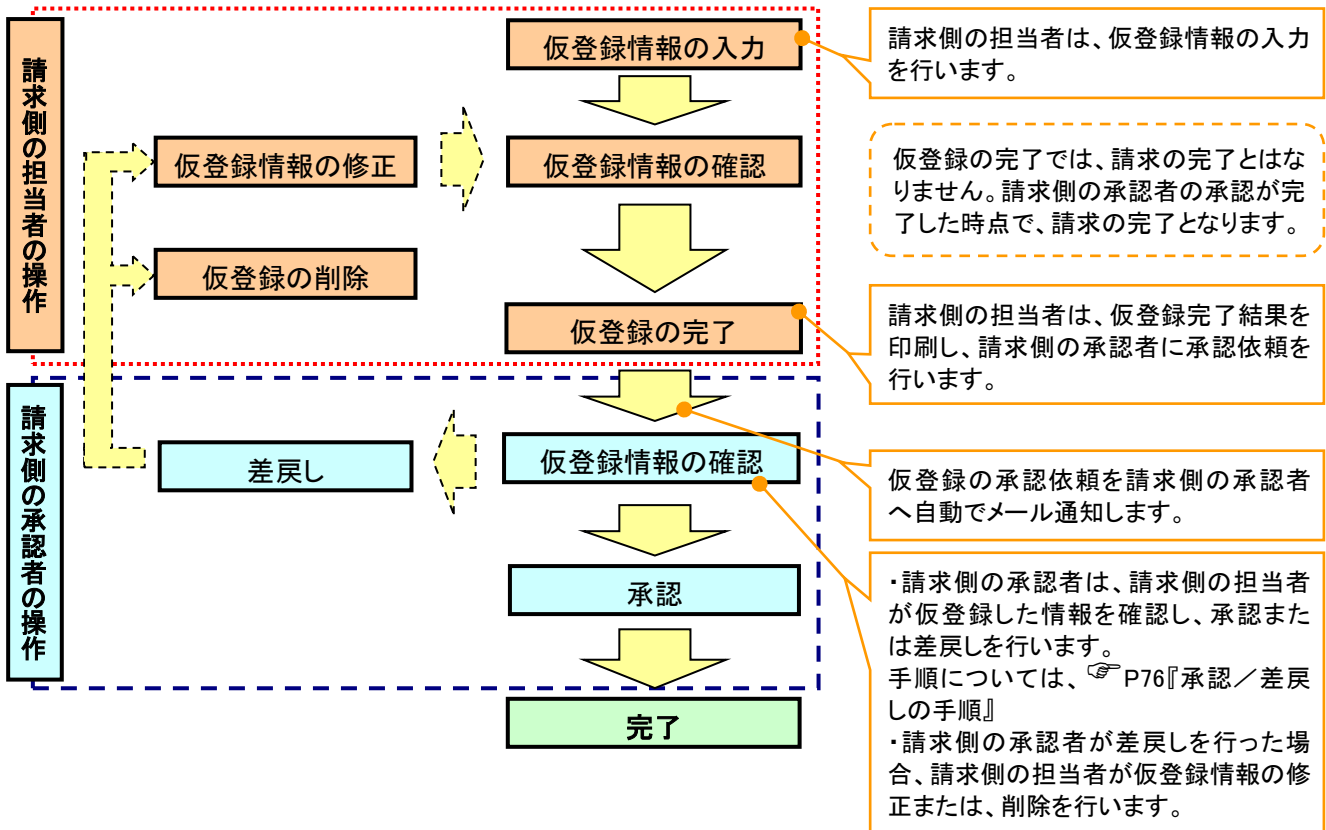 請求側の担当者の操作
仮登録情報の入力
仮登録情報の修正
仮登録情報の確認
仮登録の削除
仮登録の完了
請求側の承認者の操作
差戻し
仮登録情報の確認
承認
完了
請求側の担当者は、仮登録情報の入力
を行います。
仮登録の完了では、請求の完了とはな
りません。請求側の承認者の承認が完
了した時点で、請求の完了となります。
請求側の担当者は、仮登録完了結果を
印刷し、請求側の承認者に承認依頼を
行います。
仮登録の承認依頼を請求側の承認者
へ自動でメール通知します。
・請求側の承認者は、請求側の担当者
が仮登録した情報を確認し、承認また
は差戻しを行います。
手順については、☞P76『承認／差戻
しの手順』
・請求側の承認者が差戻しを行った場
合、請求側の担当者が仮登録情報の修
正または、削除を行います。